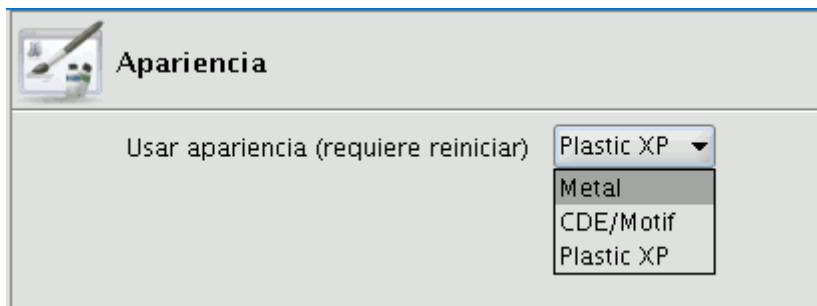 Apariencia
Usar apariencia (requiere reiniciar) Plastic XP
Metal
CDE/Motif
Plastic XP